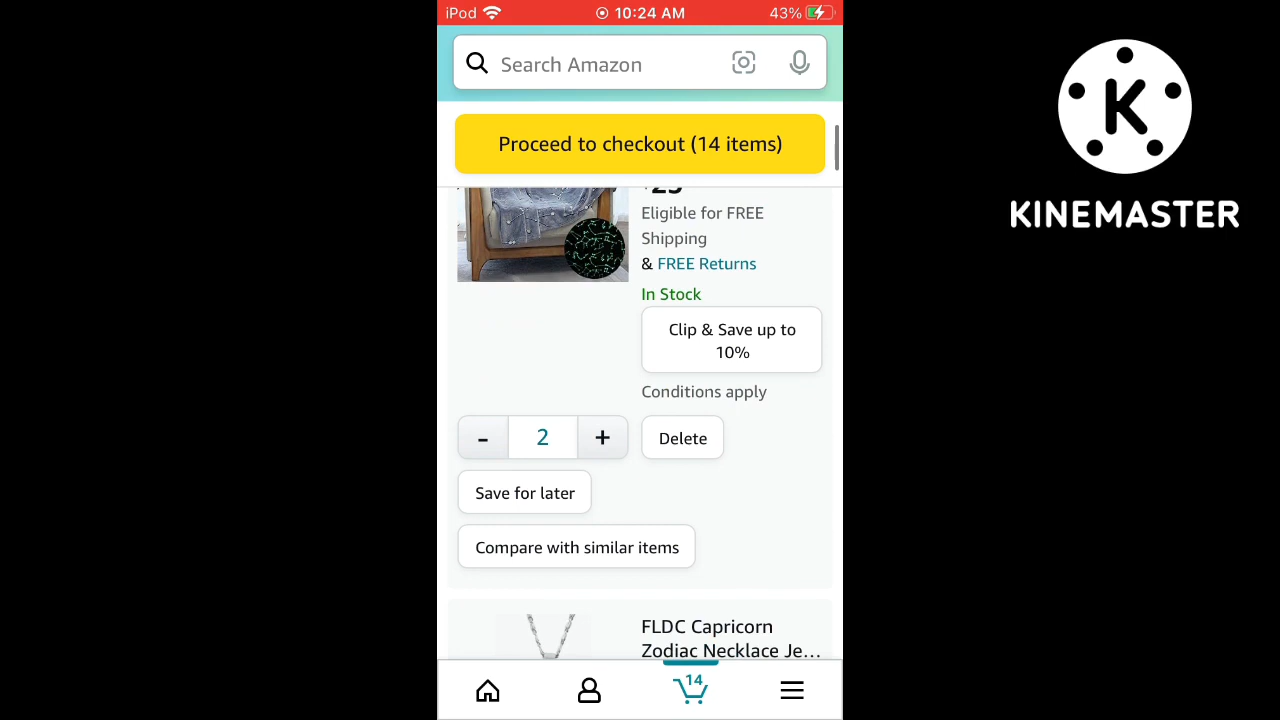 iPod 10:24 AM 43%
Search Amazon
Proceed to checkout (14 items)
Eligible for FREE
Shipping
& FREE Returns
In Stock
Clip & Save up to
10%
Conditions apply
- 2 + Delete
Save for later
Compare with similar items
FLDC Capricorn
Zodiac Necklace Je...
14
K
KINEMASTER